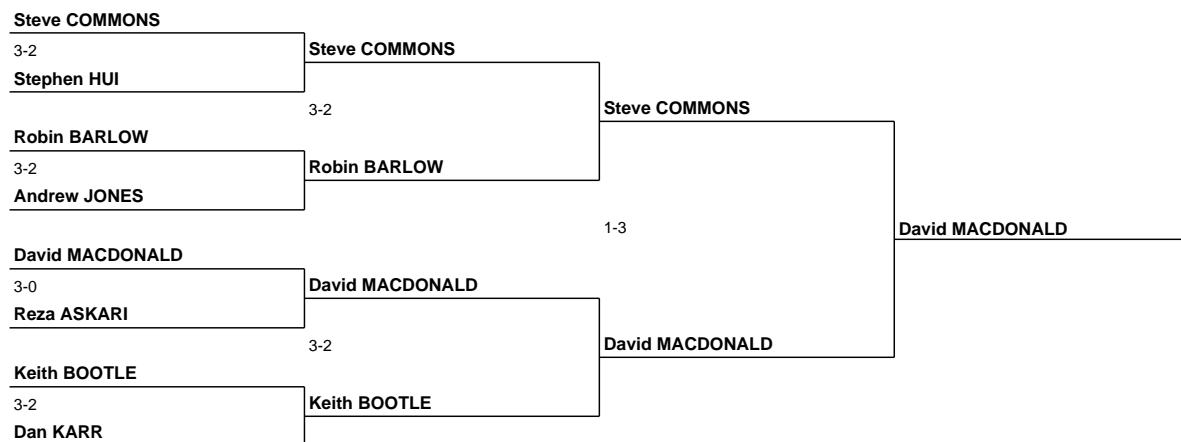 Steve COMMONS
3-2
Steve COMMONS
Stephen HUI
3-2
Steve COMMONS
Robin BARLOW
3-2
Robin BARLOW
Andrew JONES
1-3
David MACDONALD
David MACDONALD
3-0
David MACDONALD
Reza ASKARI
3-2
David MACDONALD
Keith BOOTLE
3-2
Keith BOOTLE
Dan KARR